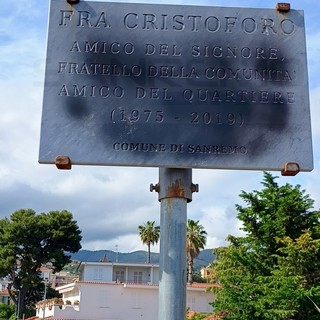 FRA CRISTOFORO
AMICO DEL SIGNORE,
FRATELLO DELLA COMUNITA'
AMICO DEL QUARTIERE
(1975 - 2019)
COMUNE DI SANREMO